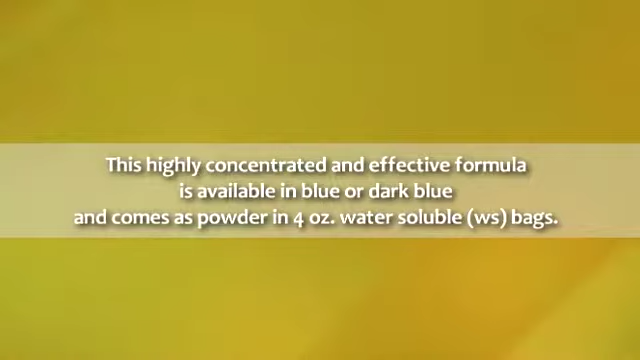 This highly concentrated and effective formula
is available in blue or dark blue
and comes as powder in 4 oz. water soluble (ws) bags.